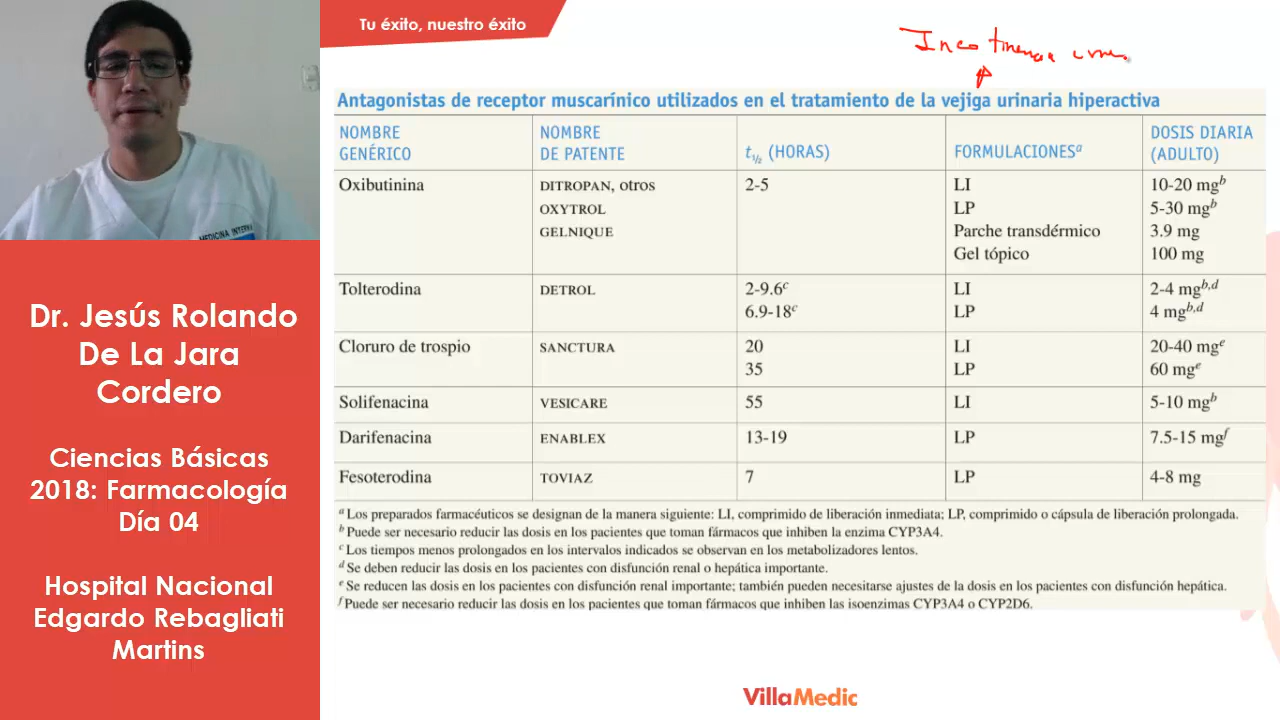 Tu éxito, nuestro éxito
MEDICINA INTERNA
Dr. Jesús Rolando
De La Jara
Cordero
Ciencias Básicas
2018: Farmacología
Día 04
Hospital Nacional
Edgardo Rebagliati
Martins
Antagonistas de receptor muscarínico utilizados en el tratamiento de la vejiga urinaria hiperactiva
NOMBRE GENÉRICO NOMBRE DE PATENTE t1/2 (HORAS) FORMULACIONESa DOSIS DIARIA (ADULTO)
Oxibutinina DITROPAN, otros 2-5 LI 10-20 mgb
OXYTROL LP 5-30 mgb
GELNIQUE Parche transdérmico 3.9 mg
Gel tópico 100 mg
Tolterodina DETROL 2-9.6c LI 2-4 mgb,d
6.9-18c LP 4 mgb,d
Cloruro de trospio SANCTURA 20 LI 20-40 mge
35 LP 60 mge
Solifenacina VESICARE 55 LI 5-10 mgb
Darifenacina ENABLEX 13-19 LP 7.5-15 mgf
Fesoterodina TOVIAZ 7 LP 4-8 mg
a Los preparados farmacéuticos se designan de la manera siguiente: LI, comprimido de liberación inmediata; LP, comprimido o cápsula de liberación prolongada.
b Puede ser necesario reducir las dosis en los pacientes que toman fármacos que inhiben la enzima CYP3A4.
c Los tiempos menos prolongados en los intervalos indicados se observan en los metabolizadores lentos.
d Se deben reducir las dosis en los pacientes con disfunción renal o hepática importante.
e Se reducen las dosis en los pacientes con disfunción renal importante; también pueden necesitarse ajustes de la dosis en los pacientes con disfunción hepática.
f Puede ser necesario reducir las dosis en los pacientes que toman fármacos que inhiben las isoenzimas CYP3A4 o CYP2D6.
VillaMedic